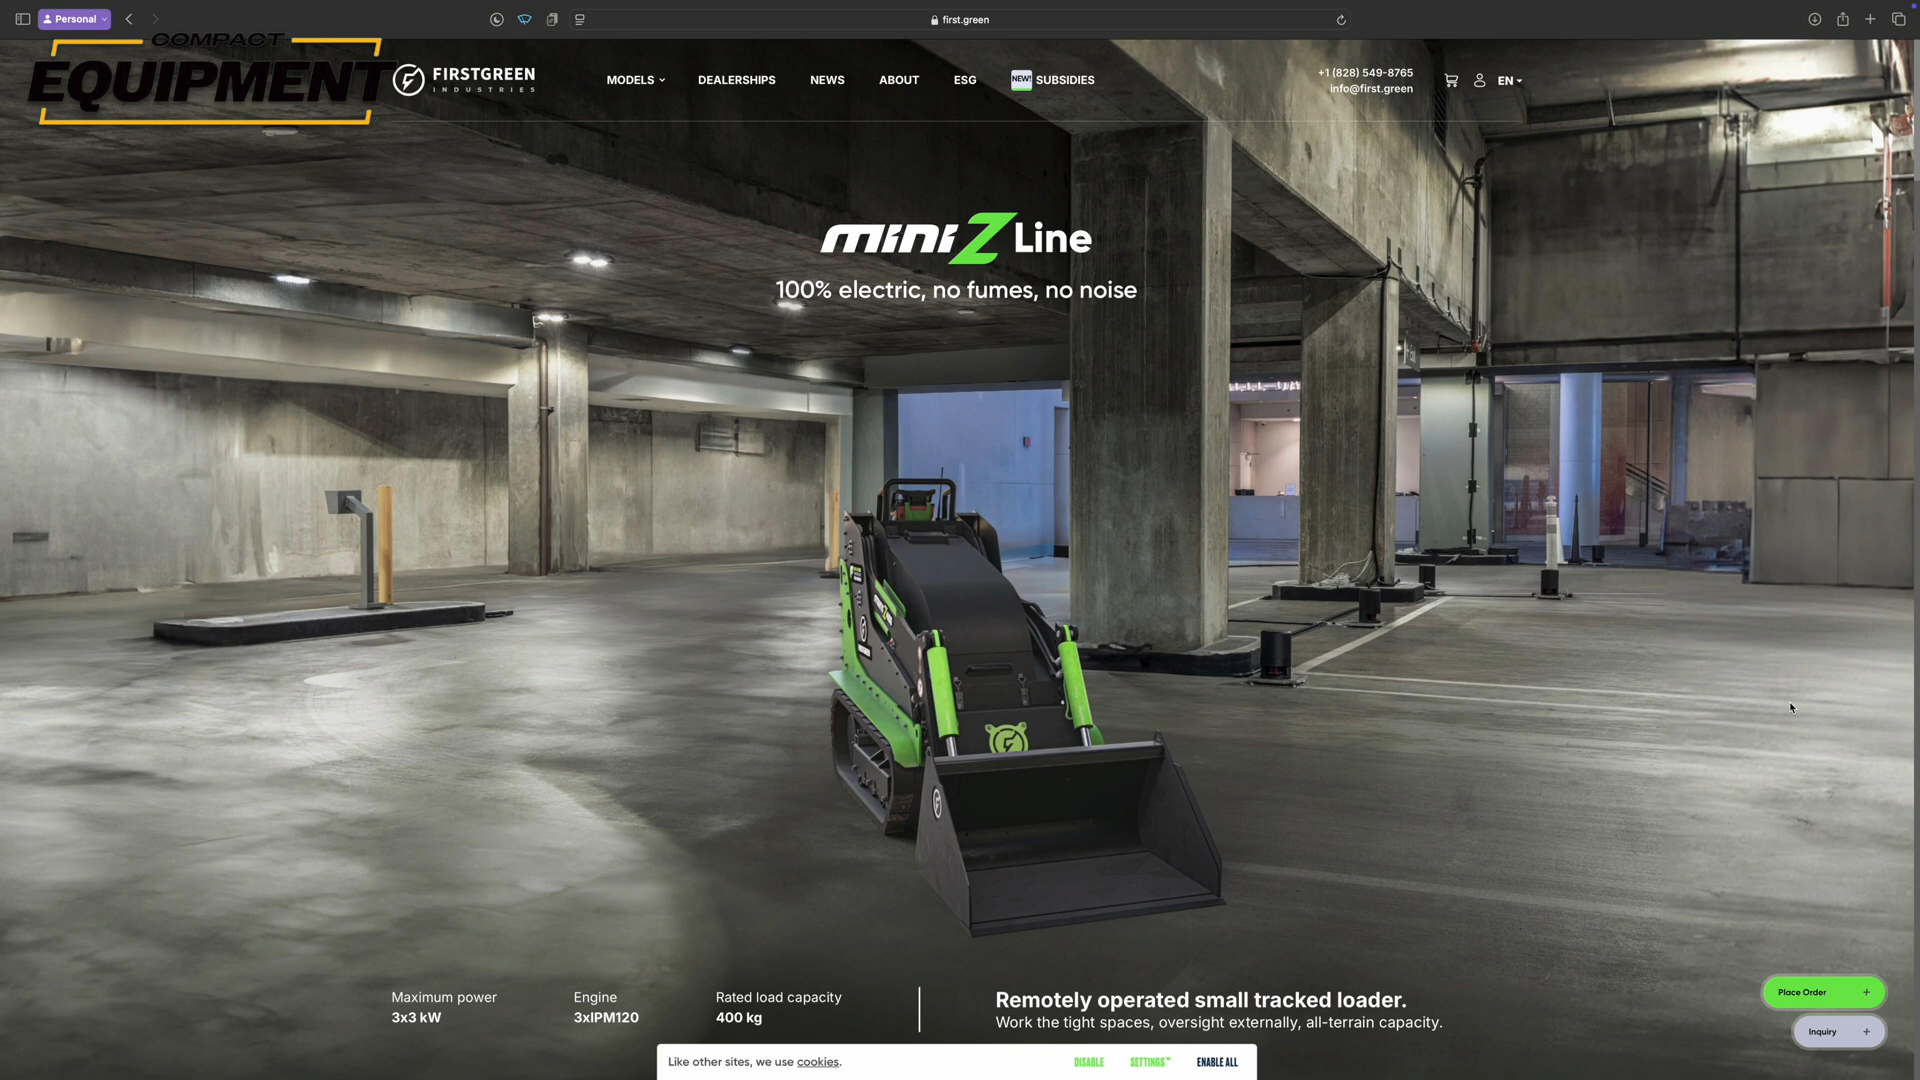 Personal
first.green
COMPACT
EQUIPMENT
FIRSTGREEN
INDUSTRIES
MODELS
DEALERSHIPS
NEWS
ABOUT
ESG
NEW!
SUBSIDIES
+1 (828) 549-8765
info@first.green
EN
mini Z Line
100% electric, no fumes, no noise
Maximum power
3x3 kW
Engine
3xIPM120
Rated load capacity
400 kg
Remotely operated small tracked loader.
Work the tight spaces, oversight externally, all-terrain capacity.
Place Order +
Inquiry +
Like other sites, we use cookies.
DISABLE
SETTINGS
ENABLE ALL